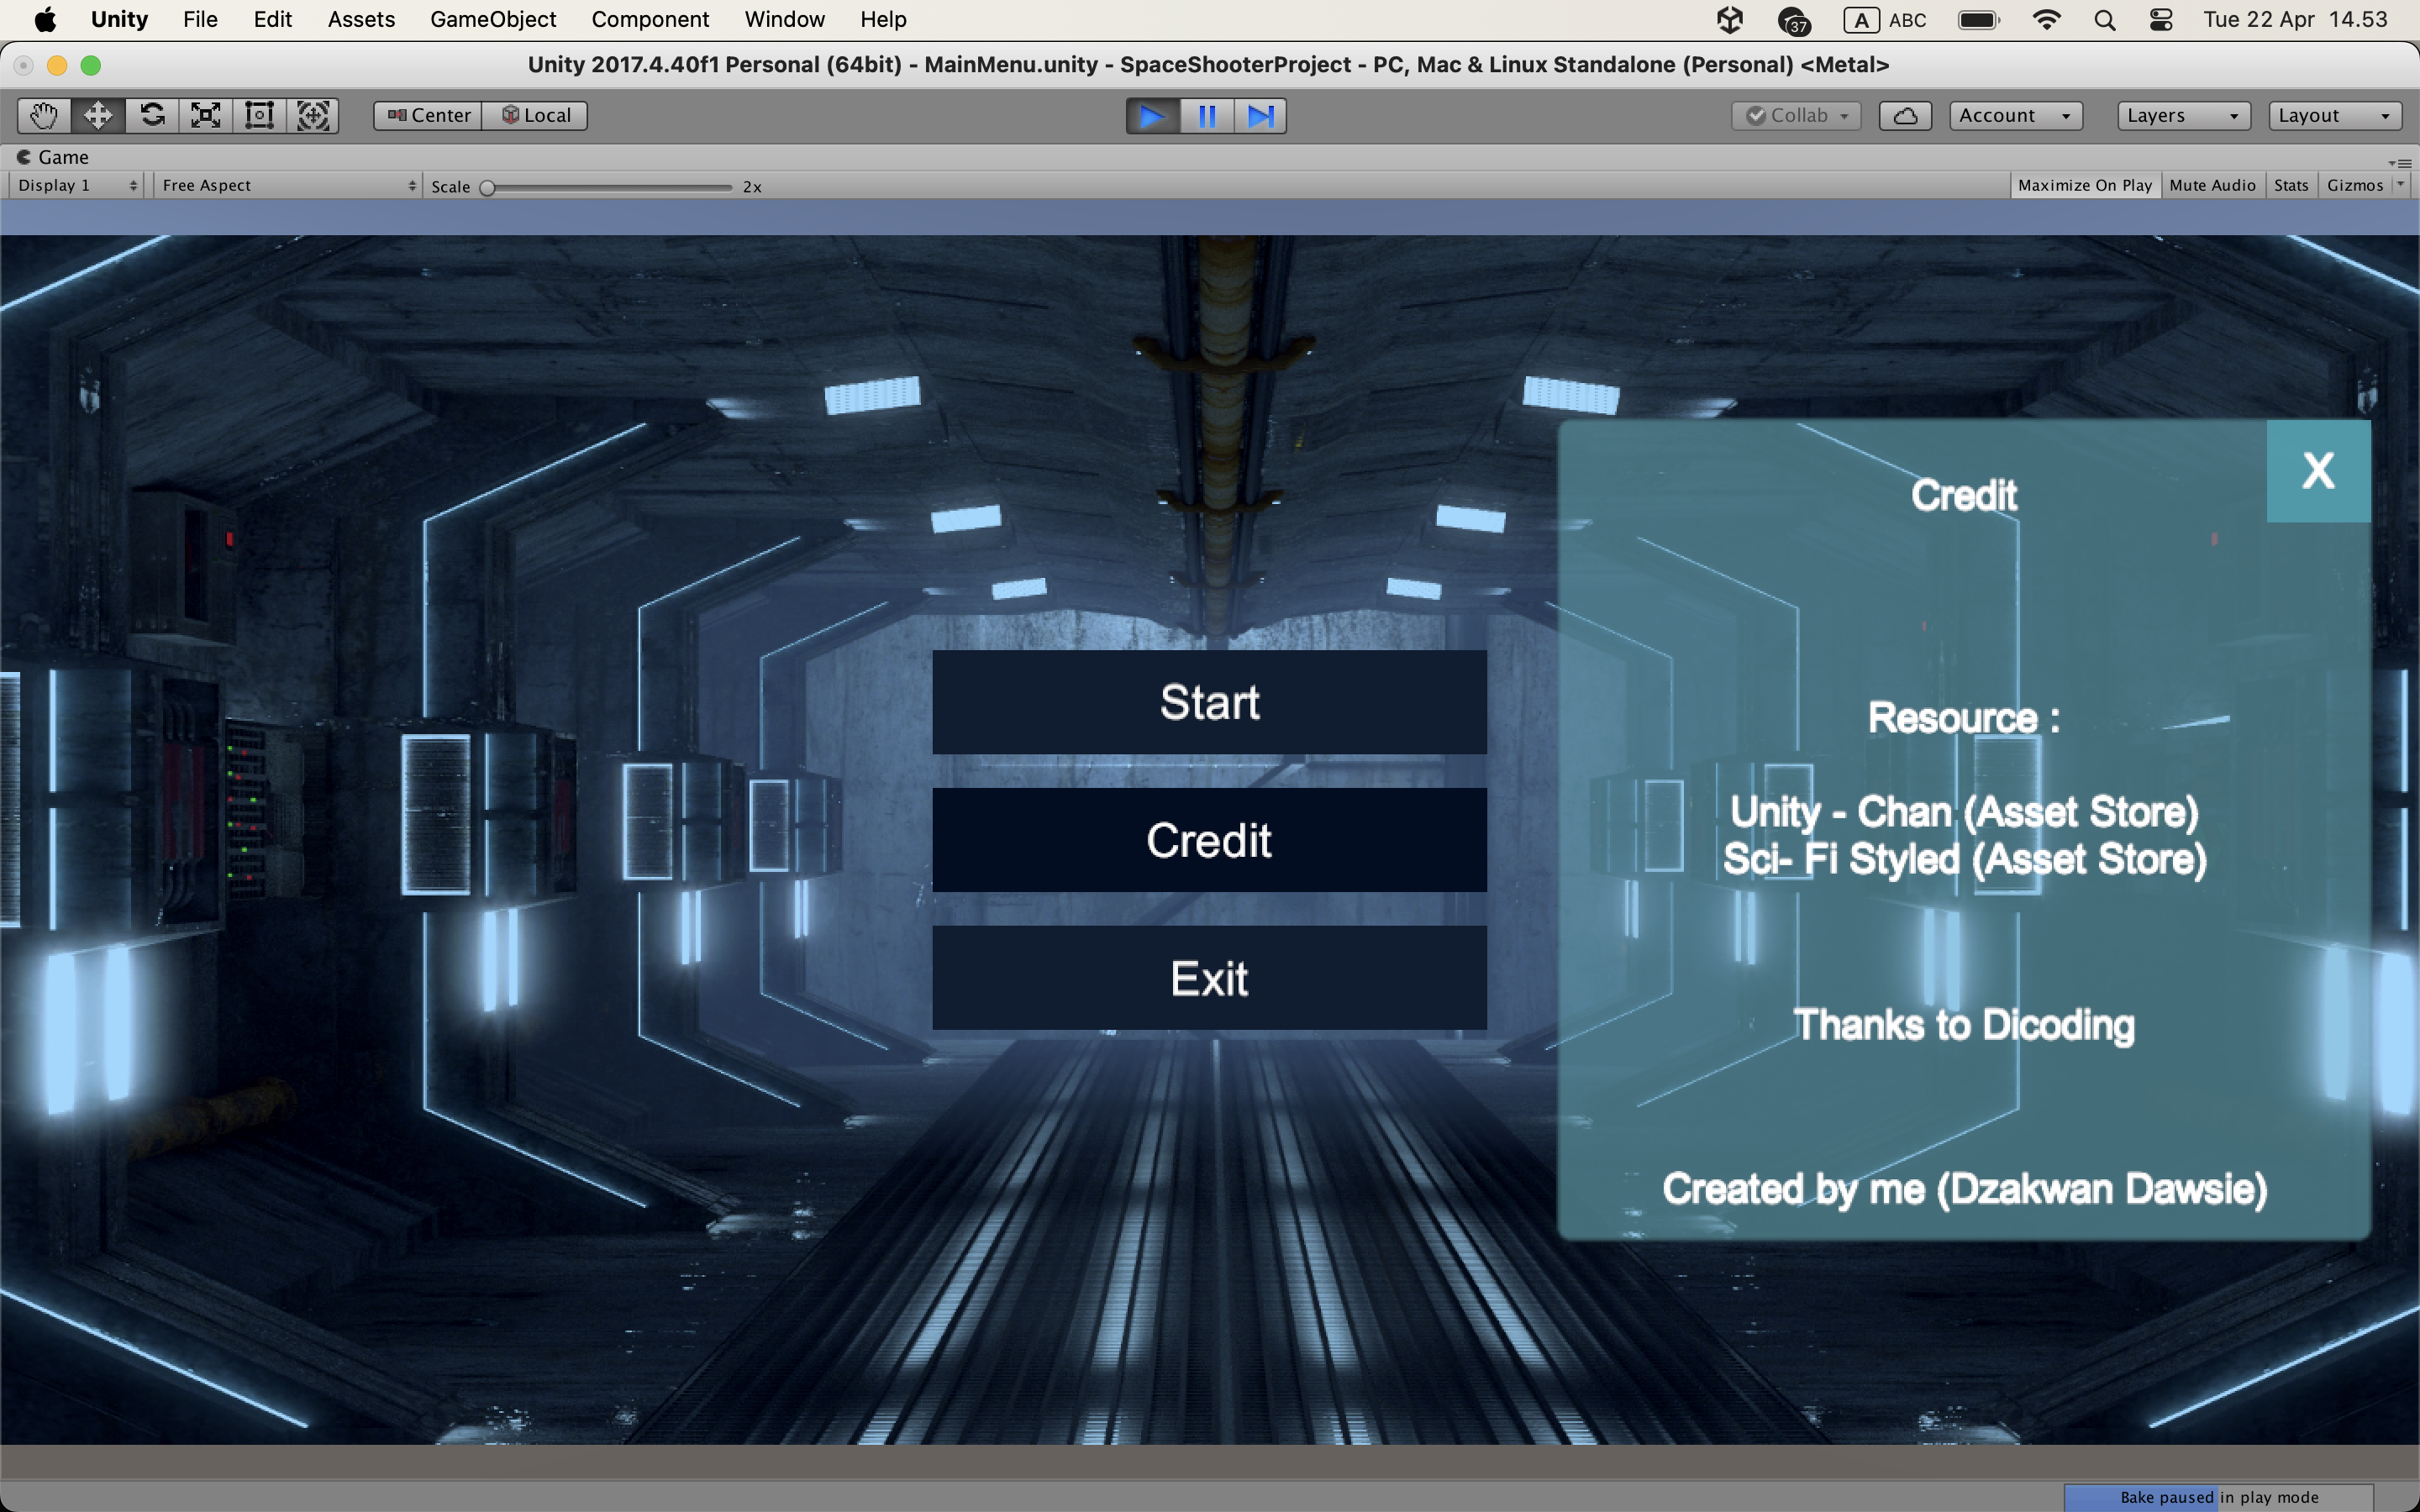 Unity File Edit Assets GameObject Component Window Help 37 A ABC Tue 22 Apr 14.53
Unity 2017.4.40f1 Personal (64bit) - MainMenu.unity - SpaceShooterProject - PC, Mac & Linux Standalone (Personal) <Metal>
Center Local Collab Account Layers Layout
Game
Display 1 Free Aspect Scale 2x Maximize On Play Mute Audio Stats Gizmos
X
Credit
Start
Credit
Exit
Resource :
Unity - Chan (Asset Store)
Sci- Fi Styled (Asset Store)
Thanks to Dicoding
Created by me (Dzakwan Dawsie)
Bake paused in play mode